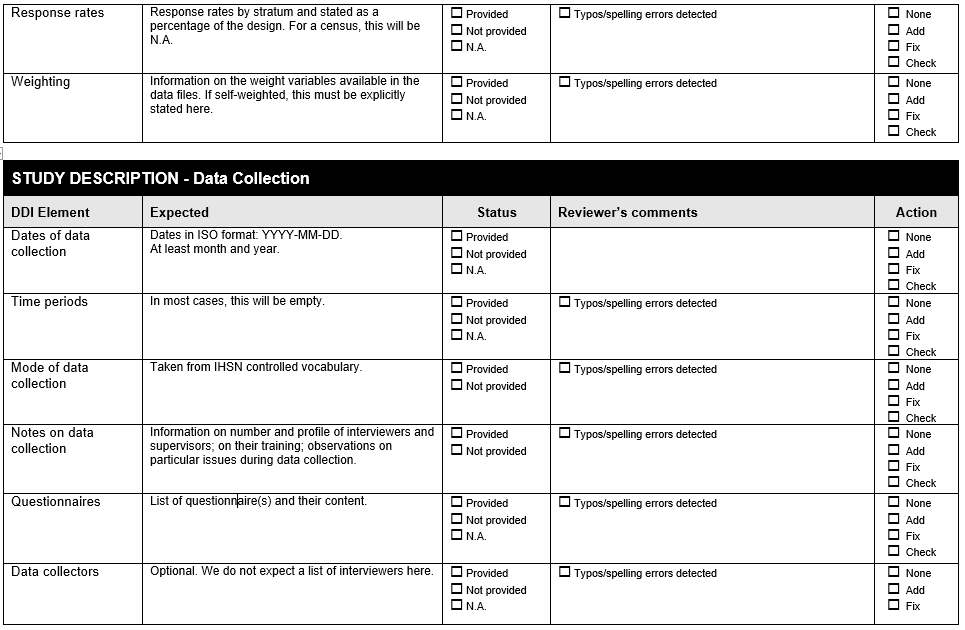 Response rates
Response rates by stratum and stated as a
percentage of the design. For a census, this will be
N.A.
Provided
Not provided
N.A.
Typos/spelling errors detected
None
Add
Fix
Check
Weighting
Information on the weight variables available in the
data files. If self-weighted, this must be explicitly
stated here.
Provided
Not provided
N.A.
Typos/spelling errors detected
None
Add
Fix
Check
STUDY DESCRIPTION - Data Collection
DDI Element
Expected
Status
Reviewer's comments
Action
Dates of data
collection
Dates in ISO format: YYYY-MM-DD.
At least month and year.
Provided
Not provided
N.A.
None
Add
Fix
Check
Time periods
In most cases, this will be empty.
Provided
Not provided
N.A.
Typos/spelling errors detected
None
Add
Fix
Check
Mode of data
collection
Taken from IHSN controlled vocabulary.
Provided
Not provided
Typos/spelling errors detected
None
Add
Fix
Check
Notes on data
collection
Information on number and profile of interviewers and
supervisors; on their training; observations on
particular issues during data collection.
Provided
Not provided
Typos/spelling errors detected
None
Add
Fix
Check
Questionnaires
List of questionnaire(s) and their content.
Provided
Not provided
N.A.
Typos/spelling errors detected
None
Add
Fix
Check
Data collectors
Optional. We do not expect a list of interviewers here.
Provided
Not provided
N.A.
Typos/spelling errors detected
None
Add
Fix